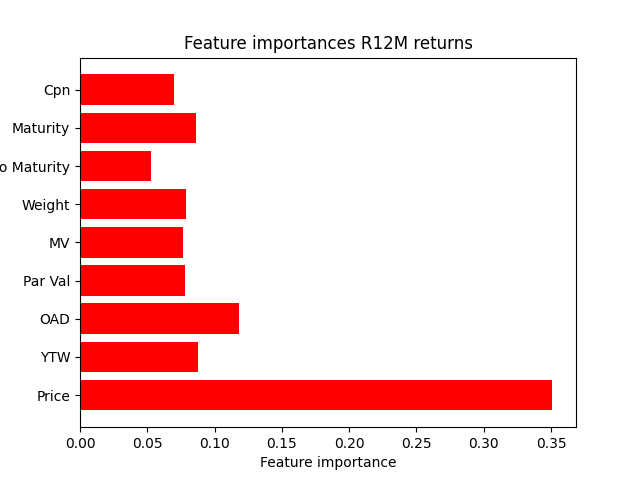 Feature importances R12M returns
Cpn
Maturity
o Maturity
Weight
MV
Par Val
OAD
YTW
Price
0.00 0.05 0.10 0.15 0.20 0.25 0.30 0.35
Feature importance